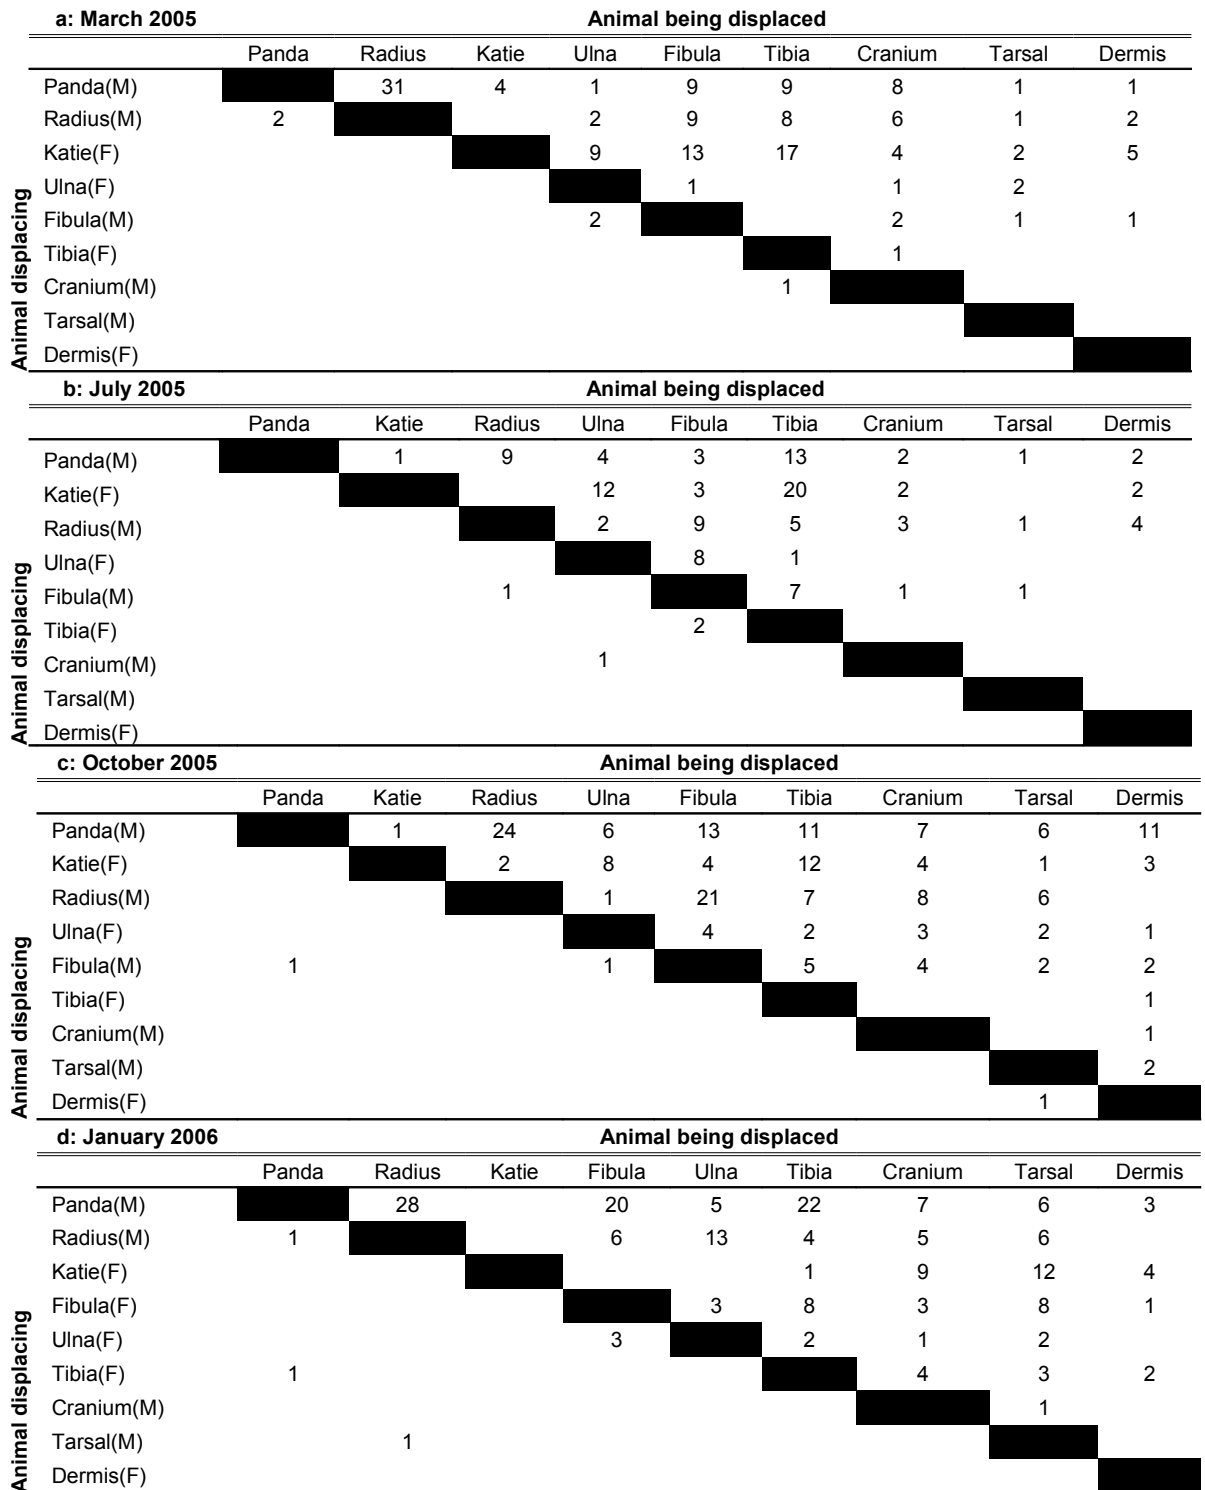 a: March 2005 Animal being displaced
Panda Radius Katie Ulna Fibula Tibia Cranium Tarsal Dermis
Panda(M) 31 4 1 9 9 8 1 1
Radius(M) 2 2 9 8 6 1 2
Katie(F) 9 13 17 4 2 5
Ulna(F) 1 1 2
Fibula(M) 2 2 1 1
Tibia(F) 1
Cranium(M) 1
Tarsal(M)
Dermis(F)
Animal displacing
b: July 2005 Animal being displaced
Panda Katie Radius Ulna Fibula Tibia Cranium Tarsal Dermis
Panda(M) 1 9 4 3 13 2 1 2
Katie(F) 12 3 20 2 2
Radius(M) 2 9 5 3 1 4
Ulna(F) 8 1
Fibula(M) 1 7 1 1
Tibia(F) 2
Cranium(M) 1
Tarsal(M)
Dermis(F)
Animal displacing
c: October 2005 Animal being displaced
Panda Katie Radius Ulna Fibula Tibia Cranium Tarsal Dermis
Panda(M) 1 24 6 13 11 7 6 11
Katie(F) 2 8 4 12 4 1 3
Radius(M) 1 21 7 8 6
Ulna(F) 4 2 3 2 1
Fibula(M) 1 1 5 4 2 2
Tibia(F) 1
Cranium(M) 1
Tarsal(M) 2
Dermis(F) 1
Animal displacing
d: January 2006 Animal being displaced
Panda Radius Katie Fibula Ulna Tibia Cranium Tarsal Dermis
Panda(M) 28 20 5 22 7 6 3
Radius(M) 1 6 13 4 5 6
Katie(F) 1 9 12 4
Fibula(F) 3 8 3 8 1
Ulna(F) 3 2 1 2
Tibia(F) 1 4 3 2
Cranium(M) 1
Tarsal(M) 1
Dermis(F)
Animal displacing